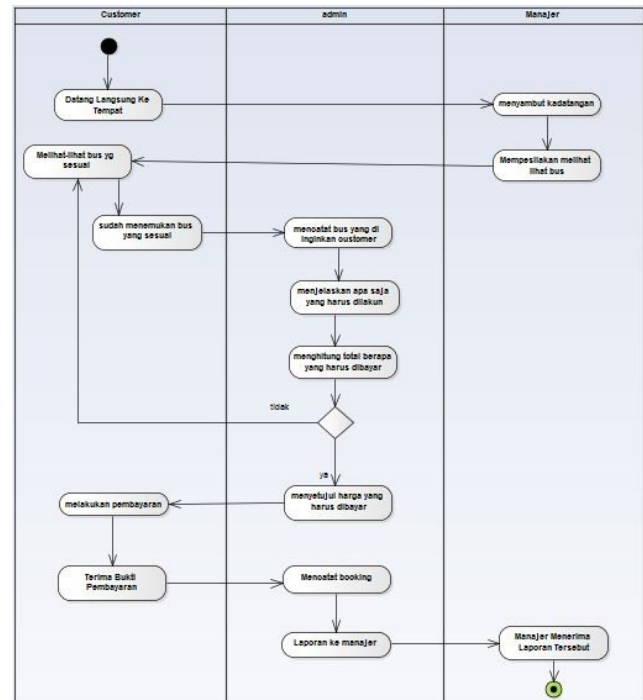 Customer
admin
Manajer
Datang Langsung Ke
Tempat
menyambut kadatangan
Melihat-lihat bus yg
sesuai
Mempesilakan melihat
lihat bus
sudah menemukan bus
yang sesuai
menoatat bus yang di
inginkan oustomer
menjelaskan apa saja
yang harus dilakun
menghitung total berapa
yang harus dibayar
tidak
ya
menyetujui harga yang
harus dibayar
melakukan pembayaran
Terima Bukti
Pembayaran
Menoatat booking
Laporan ke manajer
Manajer Menerima
Laporan Tersebut